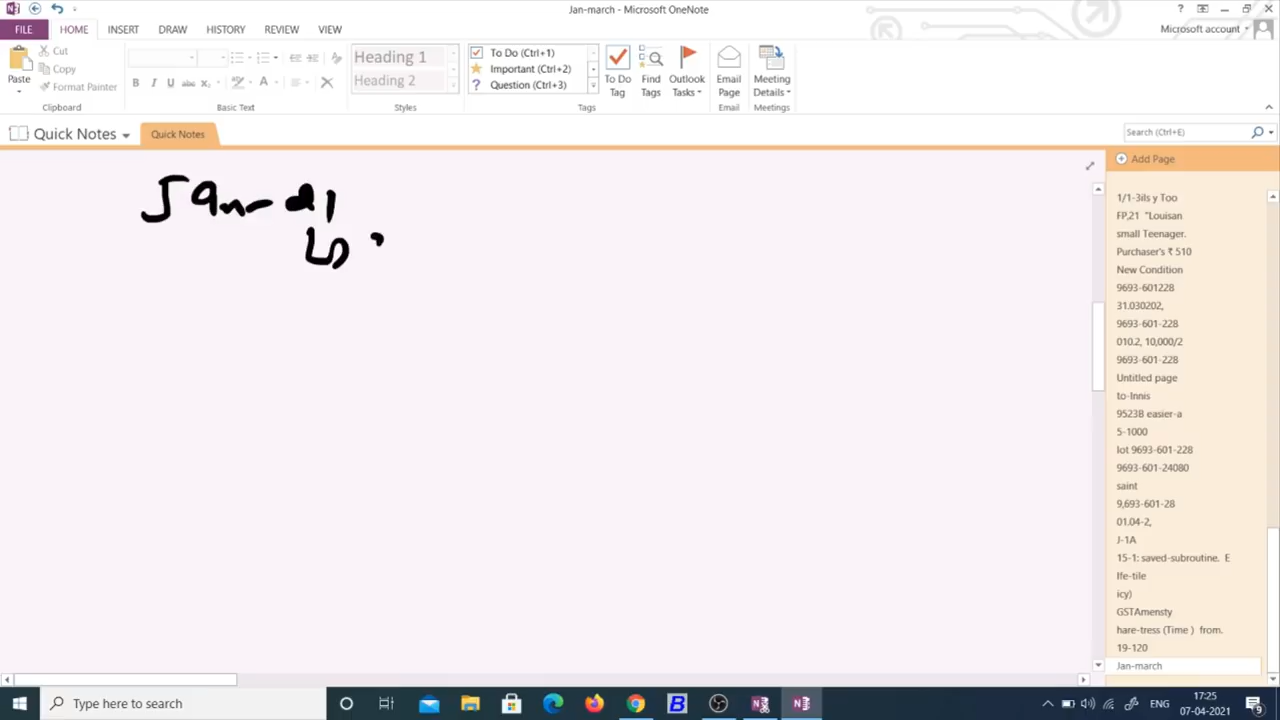 Jan-march - Microsoft OneNote
FILE HOME INSERT DRAW HISTORY REVIEW VIEW
Microsoft account
Paste
Cut
Copy
Format Painter
Clipboard
B I U abc x₂ A
Basic Text
Heading 1
Heading 2
Styles
To Do (Ctrl+1)
Important (Ctrl+2)
Question (Ctrl+3)
To Do Tag
Find Tags
Tags
Outlook Tasks
Email Page
Email
Meeting Details
Meetings
Quick Notes
Quick Notes
Search (Ctrl+E)
Jan-21
Add Page
1/1-3ils y Too
FP,21 "Louisan
small Teenager.
Purchaser's ₹ 510
New Condition
9693-601228
31.030202,
9693-601-228
010.2, 10,000/2
9693-601-228
Untitled page
to-Innis
9523B easier-a
5-1000
lot 9693-601-228
9693-601-24080
saint
9,693-601-28
01.04-2,
J-1A
15-1: saved-subroutine. E
Ife-tile
icy)
GSTAmensty
hare-tress (Time ) from.
19-120
Jan-march
Type here to search
ENG
17:25
07-04-2021
9